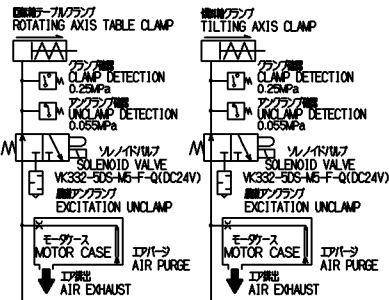 回転軸テーブルクランプ
ROTATING AXIS TABLE CLAMP
クランプ確認
CLAMP DETECTION
0.25MPa
アンクランプ確認
UNCLAMP DETECTION
0.055MPa
ソレノイドバルブ
SOLENOID VALVE
VK332-5DS-M5-F-Q(DC24V)
励磁アンクランプ
EXCITATION UNCLAMP
モータケース
MOTOR CASE
エアパージ
AIR PURGE
エア排出
AIR EXHAUST
傾斜軸クランプ
TILTING AXIS CLAMP
クランプ確認
CLAMP DETECTION
0.25MPa
アンクランプ確認
UNCLAMP DETECTION
0.055MPa
ソレノイドバルブ
SOLENOID VALVE
VK332-5DS-M5-F-Q(DC24V)
励磁アンクランプ
EXCITATION UNCLAMP
モータケース
MOTOR CASE
エアパージ
AIR PURGE
エア排出
AIR EXHAUST